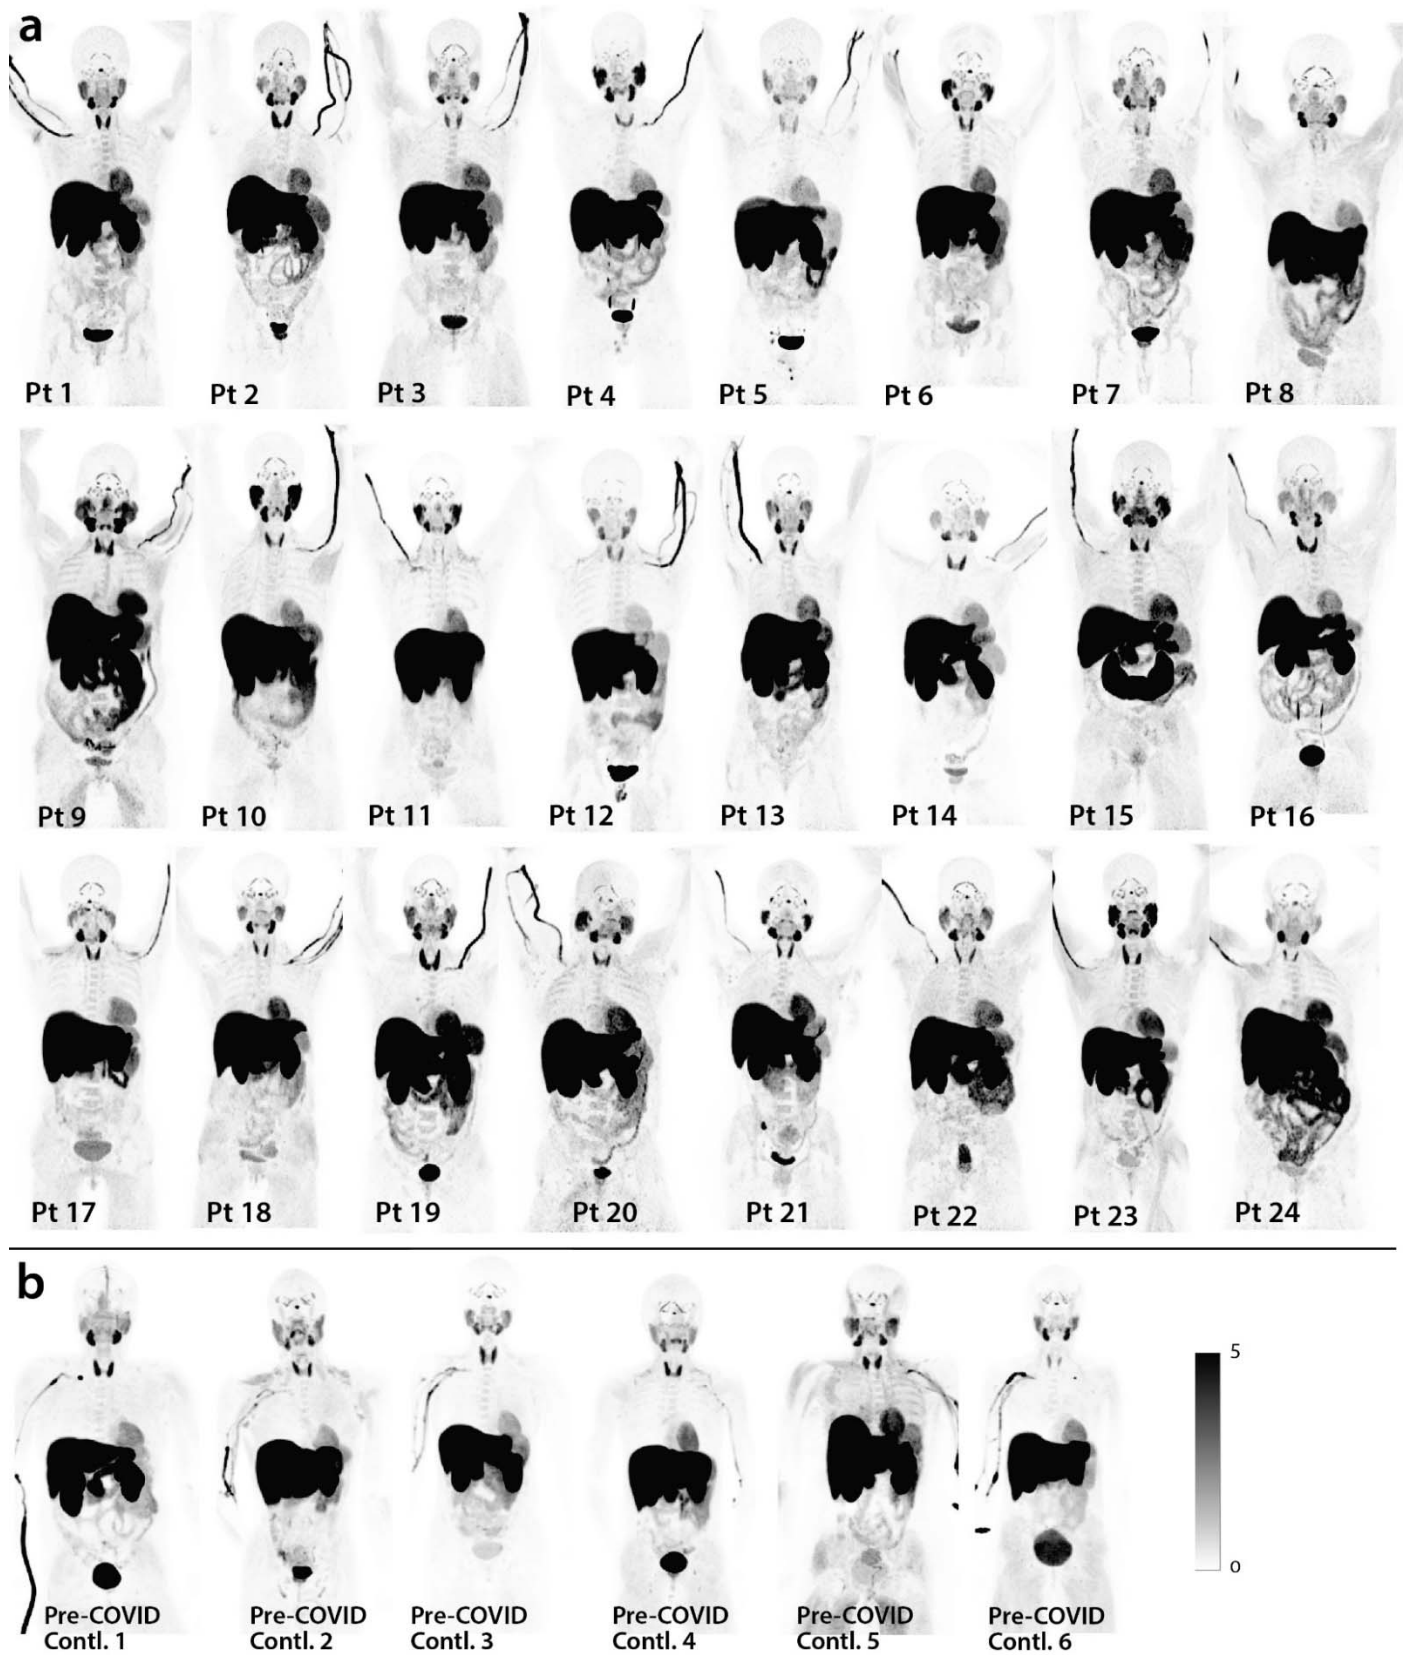 a
Pt 1 Pt 2 Pt 3 Pt 4 Pt 5 Pt 6 Pt 7 Pt 8
Pt 9 Pt 10 Pt 11 Pt 12 Pt 13 Pt 14 Pt 15 Pt 16
Pt 17 Pt 18 Pt 19 Pt 20 Pt 21 Pt 22 Pt 23 Pt 24
b
5
0
Pre-COVID Pre-COVID Pre-COVID Pre-COVID Pre-COVID Pre-COVID
Contl. 1 Contl. 2 Contl. 3 Contl. 4 Contl. 5 Contl. 6